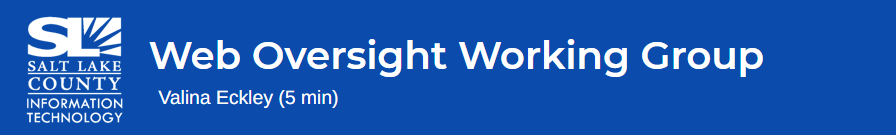 SL
SALT LAKE
COUNTY
INFORMATION
TECHNOLOGY
Web Oversight Working Group
Valina Eckley (5 min)